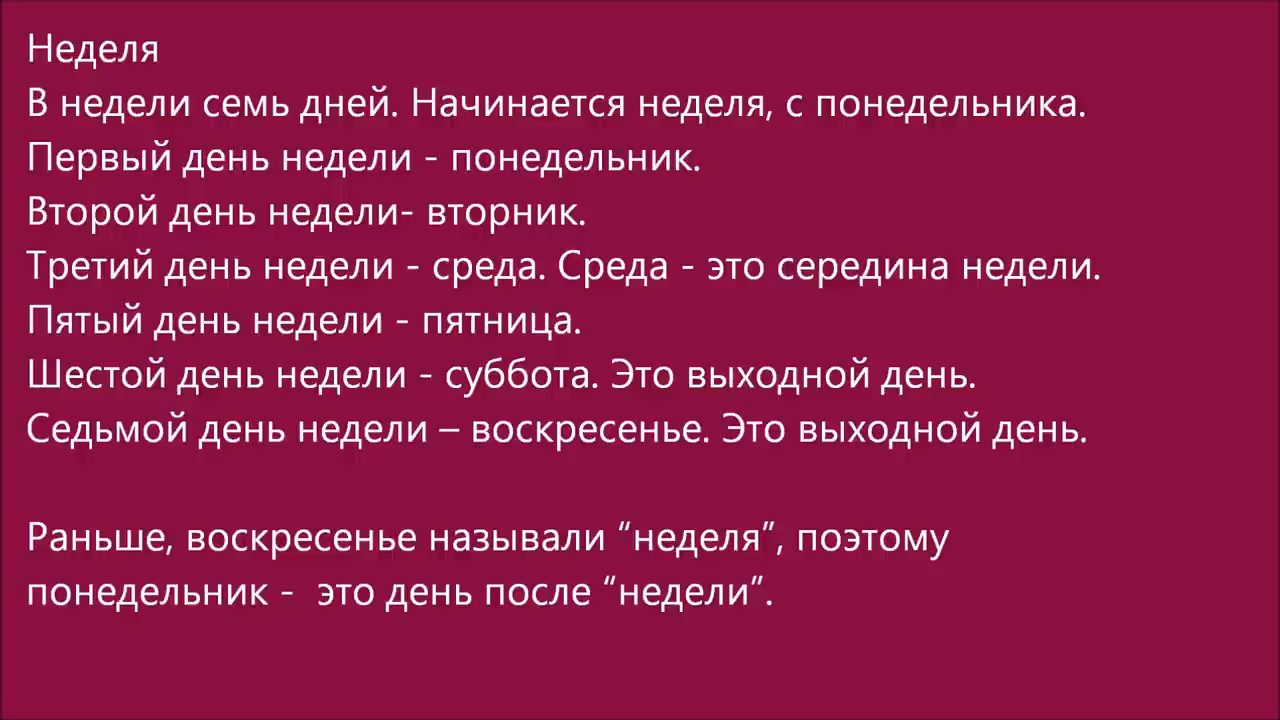 Неделя
В недели семь дней. Начинается неделя, с понедельника.
Первый день недели - понедельник.
Второй день недели- вторник.
Третий день недели - среда. Среда - это середина недели.
Пятый день недели - пятница.
Шестой день недели - суббота. Это выходной день.
Седьмой день недели – воскресенье. Это выходной день.
Раньше, воскресенье называли “неделя”, поэтому
понедельник -  это день после “недели”.